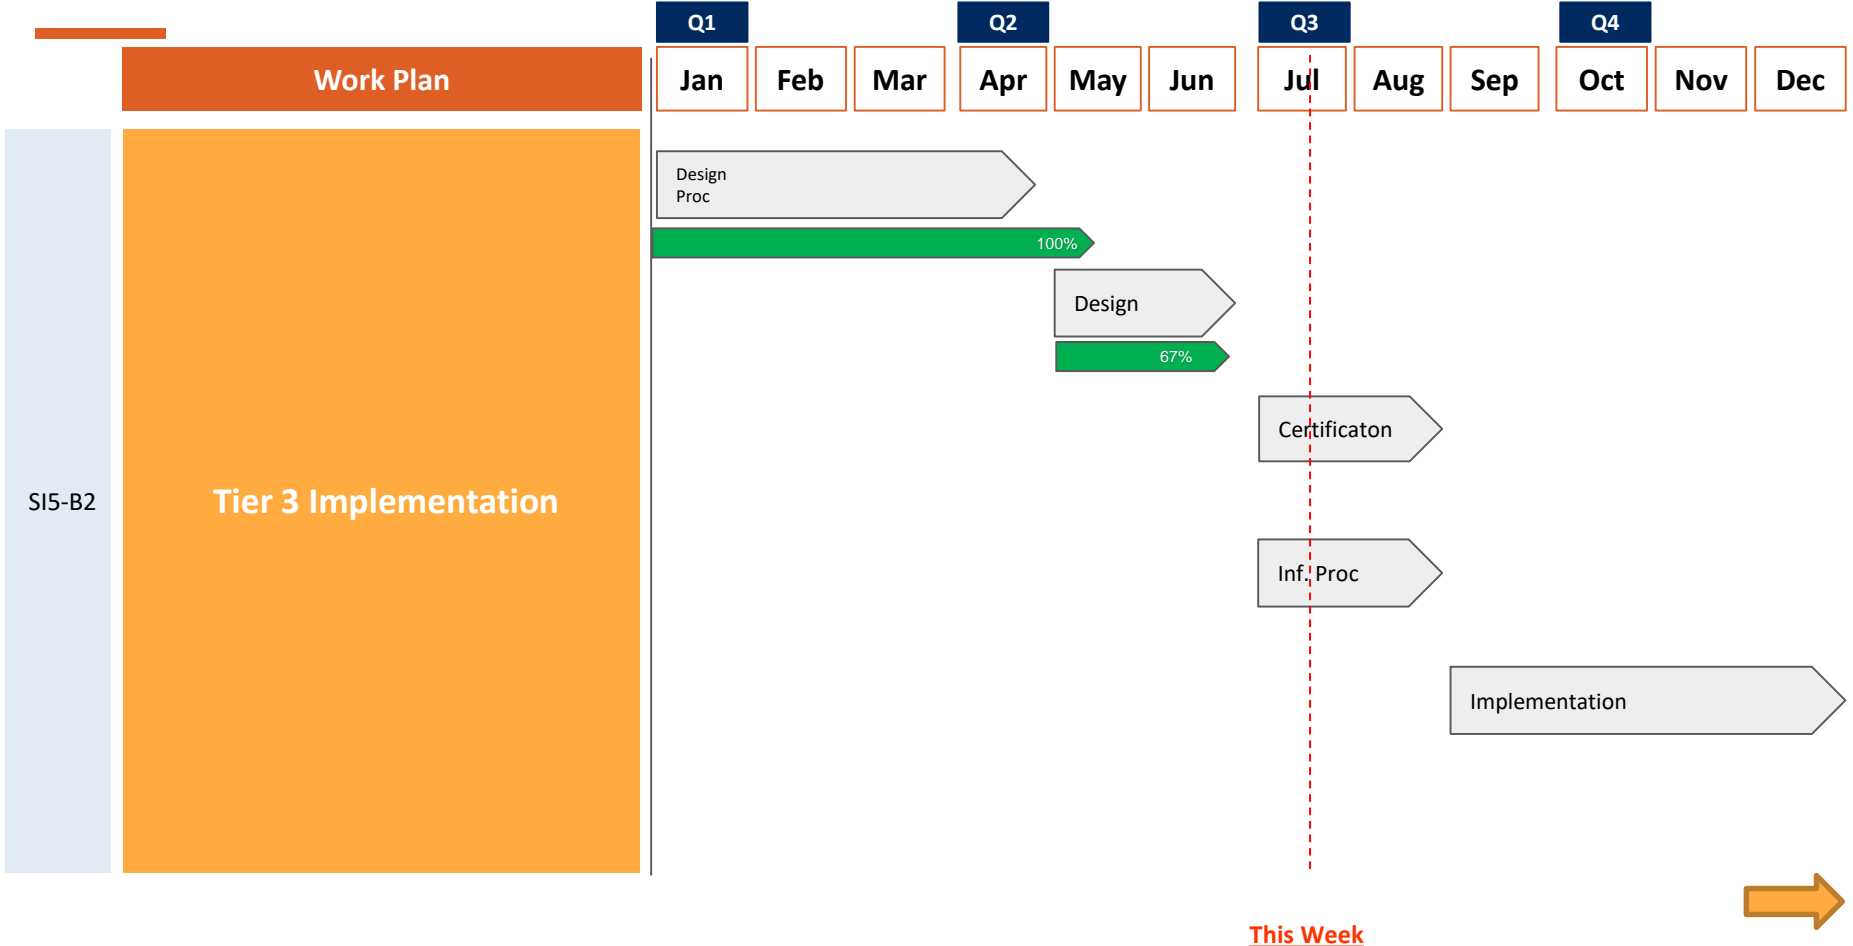 Q1 Q2 Q3 Q4
Work Plan Jan Feb Mar Apr May Jun Jul Aug Sep Oct Nov Dec
Design
Proc
100%
Design
67%
Certificaton
SI5-B2
Tier 3 Implementation
Inf. Proc
Implementation
This Week